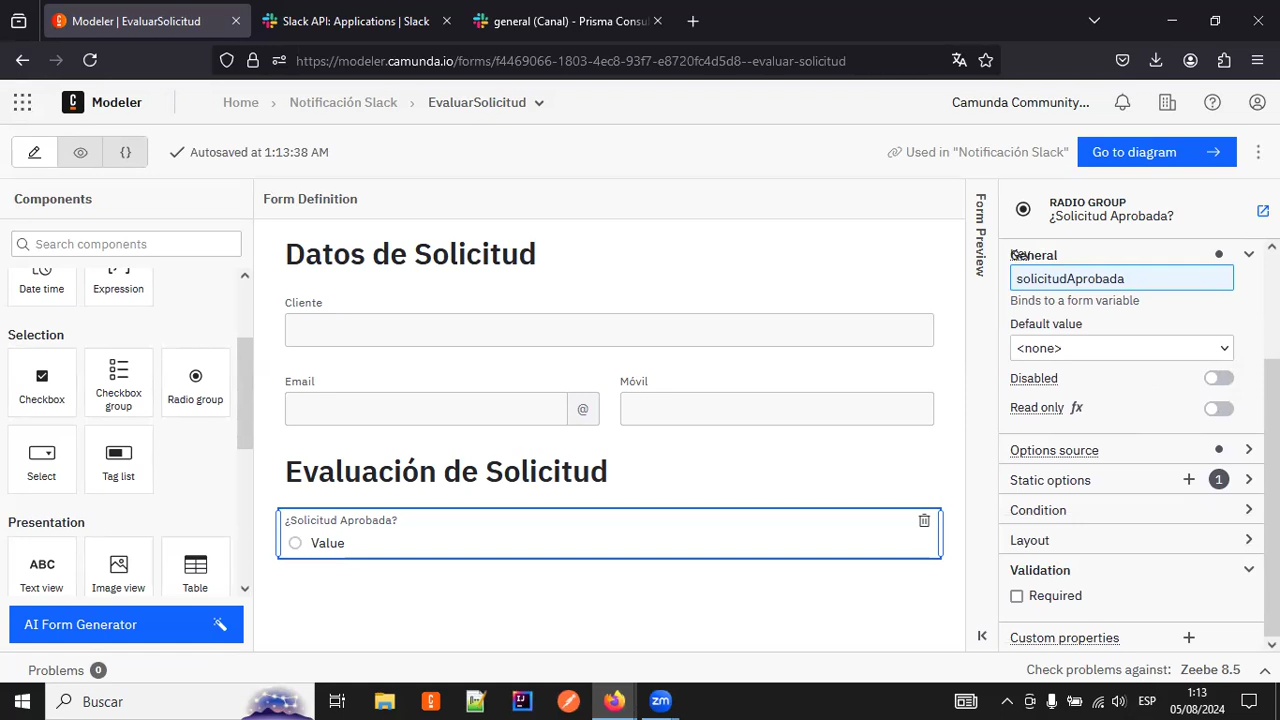 Modeler | EvaluarSolicitud
Slack API: Applications | Slack
general (Canal) - Prisma Consul
https://modeler.camunda.io/forms/f4469066-1803-4ec8-93f7-e8720fc4d5d8--evaluar-solicitud
Modeler
Home
Notificación Slack
EvaluarSolicitud
Camunda Community...
Autosaved at 1:13:38 AM
Used in "Notificación Slack"
Go to diagram
Components
Form Definition
Search components
Date time
Expression
Selection
Checkbox
Checkbox group
Radio group
Select
Tag list
Presentation
ABC
Text view
Image view
Table
AI Form Generator
Datos de Solicitud
Cliente
Email
Móvil
@
Evaluación de Solicitud
¿Solicitud Aprobada?
Value
Form Preview
RADIO GROUP
¿Solicitud Aprobada?
General
Key
solicitudAprobada
Binds to a form variable
Default value
<none>
Disabled
Read only fx
Options source
Static options
1
Condition
Layout
Validation
Required
Custom properties
Problems 0
Check problems against: Zeebe 8.5
Buscar
ESP
1:13
05/08/2024